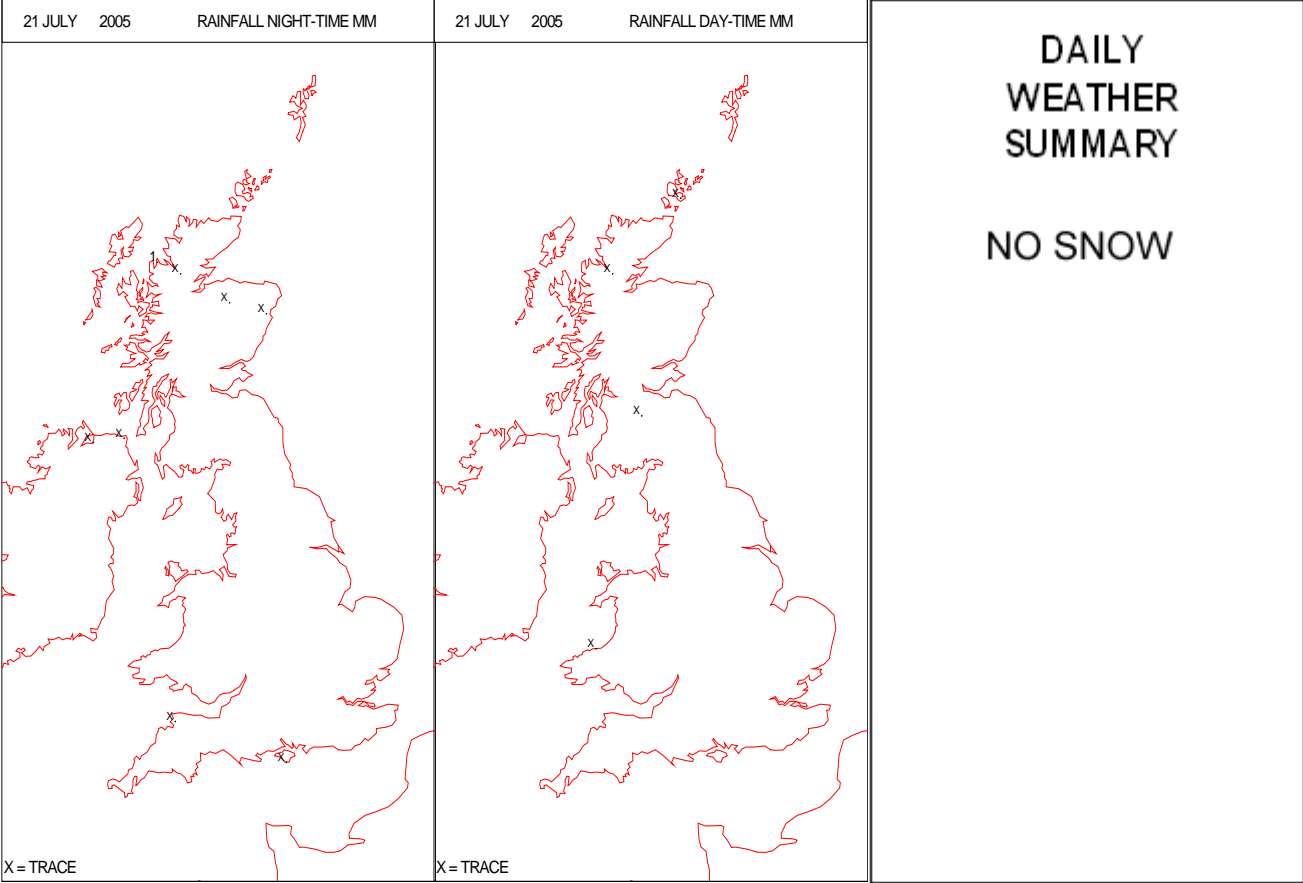 21 JULY 2005 RAINFALL NIGHT-TIME MM
1
X
X
X
X
X
X
X
X = TRACE
21 JULY 2005 RAINFALL DAY-TIME MM
X
X
X
X
X = TRACE
DAILY
WEATHER
SUMMARY
NO SNOW